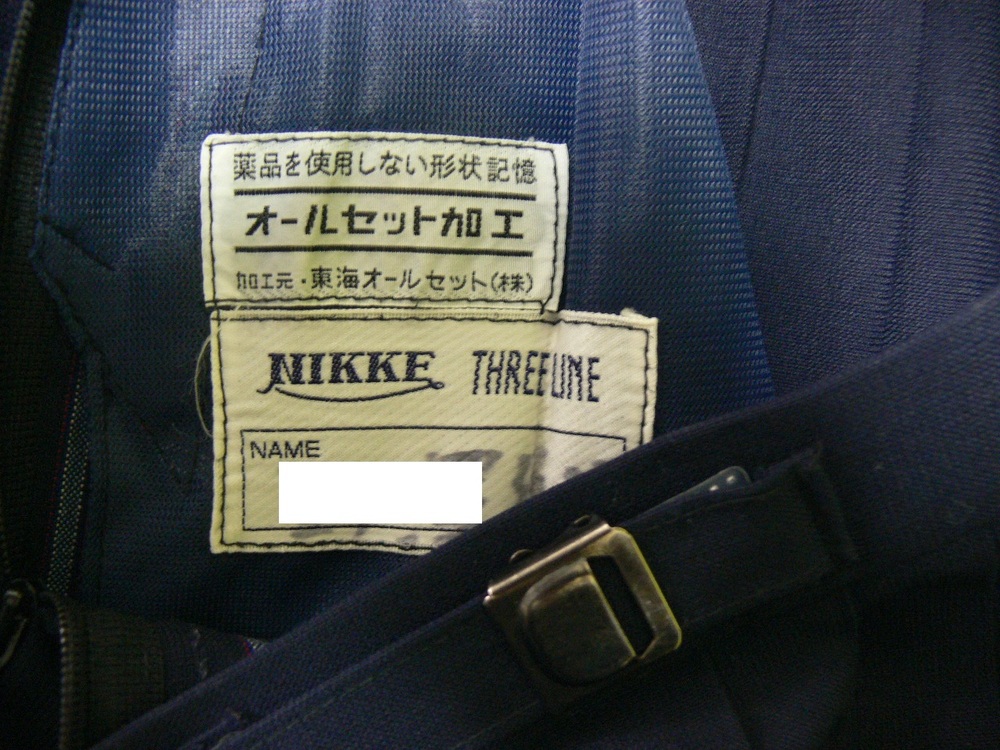 薬品を使用しない形状記憶
オールセット加工
加工元・東海オールセット(株)
NIKKE THREELINE
NAME